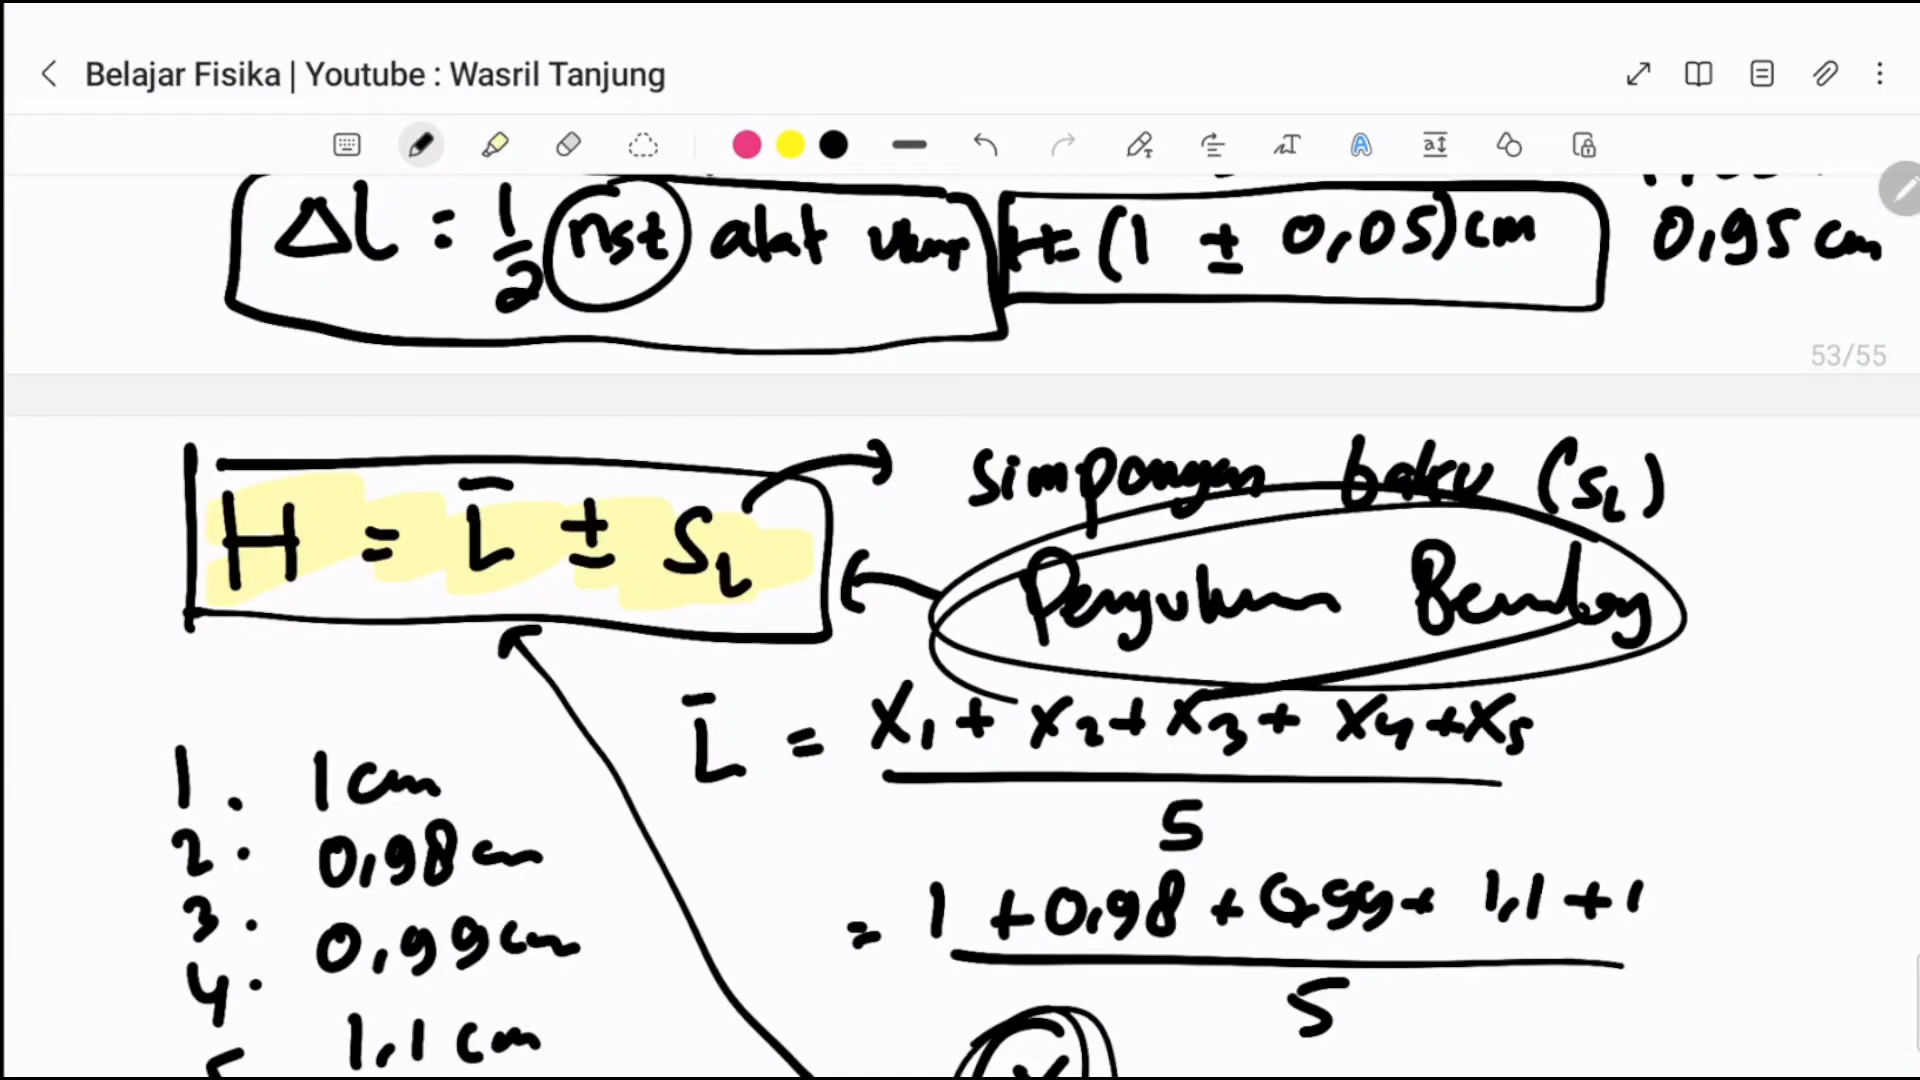 Belajar Fisika | Youtube : Wasril Tanjung
Δl = 1/2 nst alat ukur H = (1 ± 0,05) cm 0,95 cm
53/55
H = L̄ ± S_L simpangan baku (S_L)
Berulang
L̄ = x₁ + x₂ + x₃ + x₄ + x₅
5
1. 1 cm
2. 0,98 cm
= 1 + 0,98 + 0,99 + 1,1 + 1
5
3. 0,99 cm
4. 1,1 cm
5